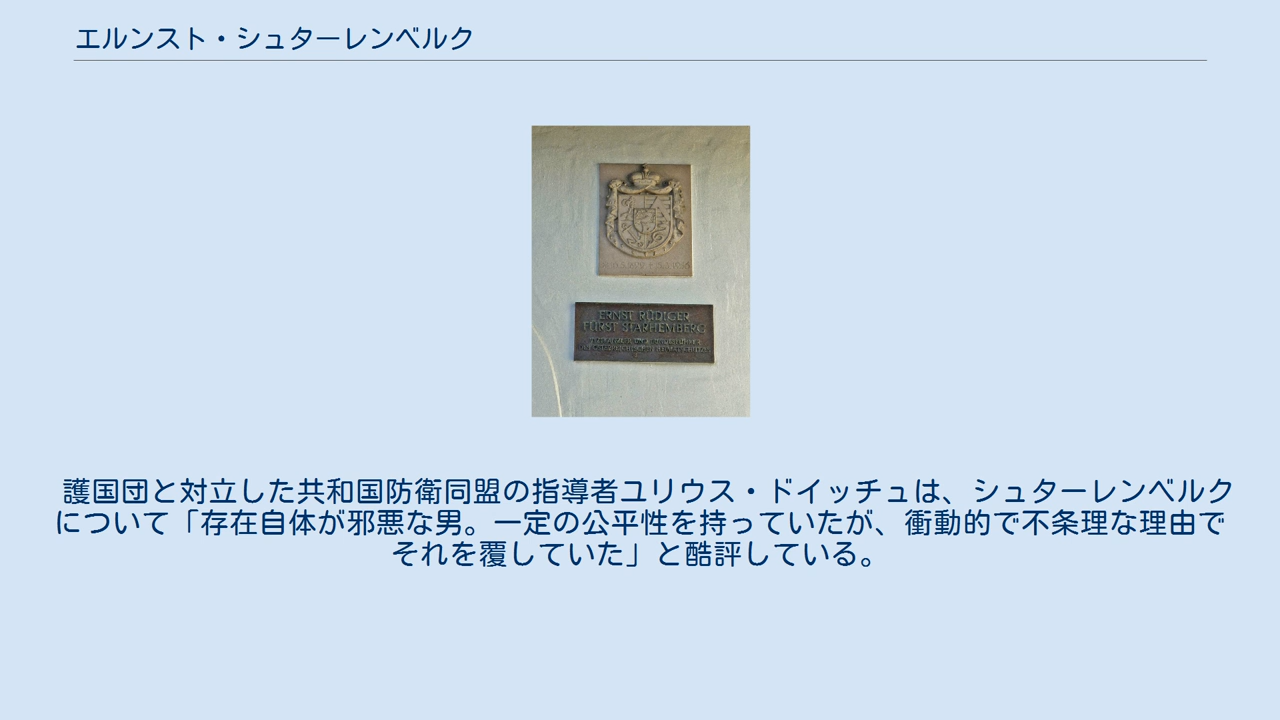 エルンスト・シュターレンベルク
ERNST RÜDIGER
FÜRST STARHEMBERG
護国団と対立した共和国防衛同盟の指導者ユリウス・ドイッチュは、シュターレンベルク
について「存在自体が邪悪な男。一定の公平性を持っていたが、衝動的で不条理な理由で
それを覆していた」と酷評している。